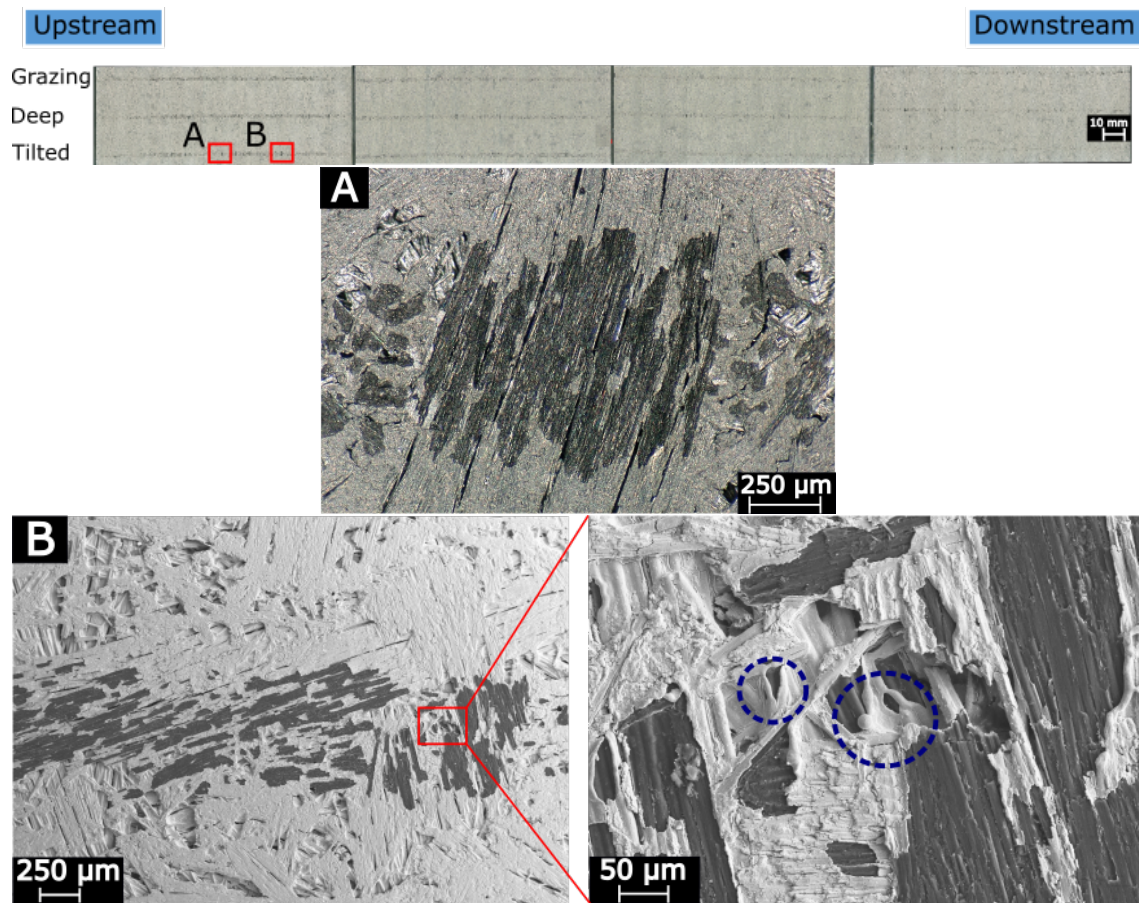 Upstream
Downstream
Grazing
Deep
Tilted
A
B
10 mm
A
250 µm
B
250 µm
50 µm